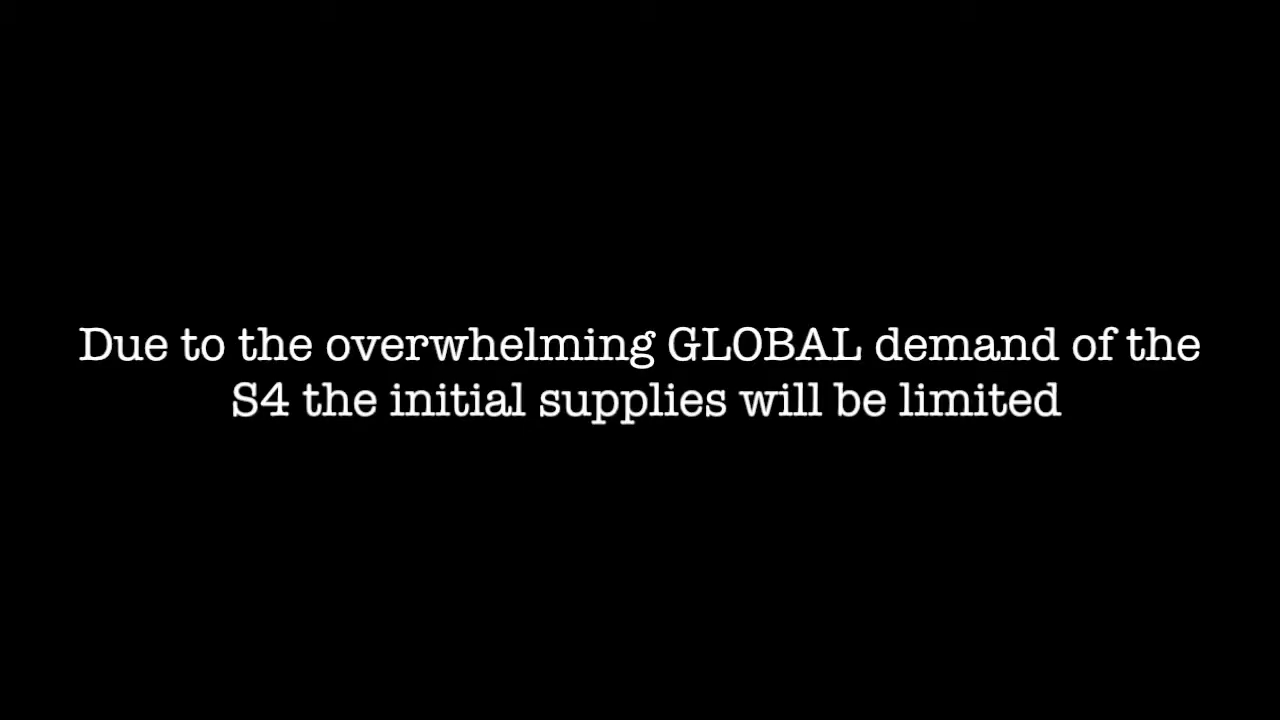 Due to the overwhelming GLOBAL demand of the
S4 the initial supplies will be limited